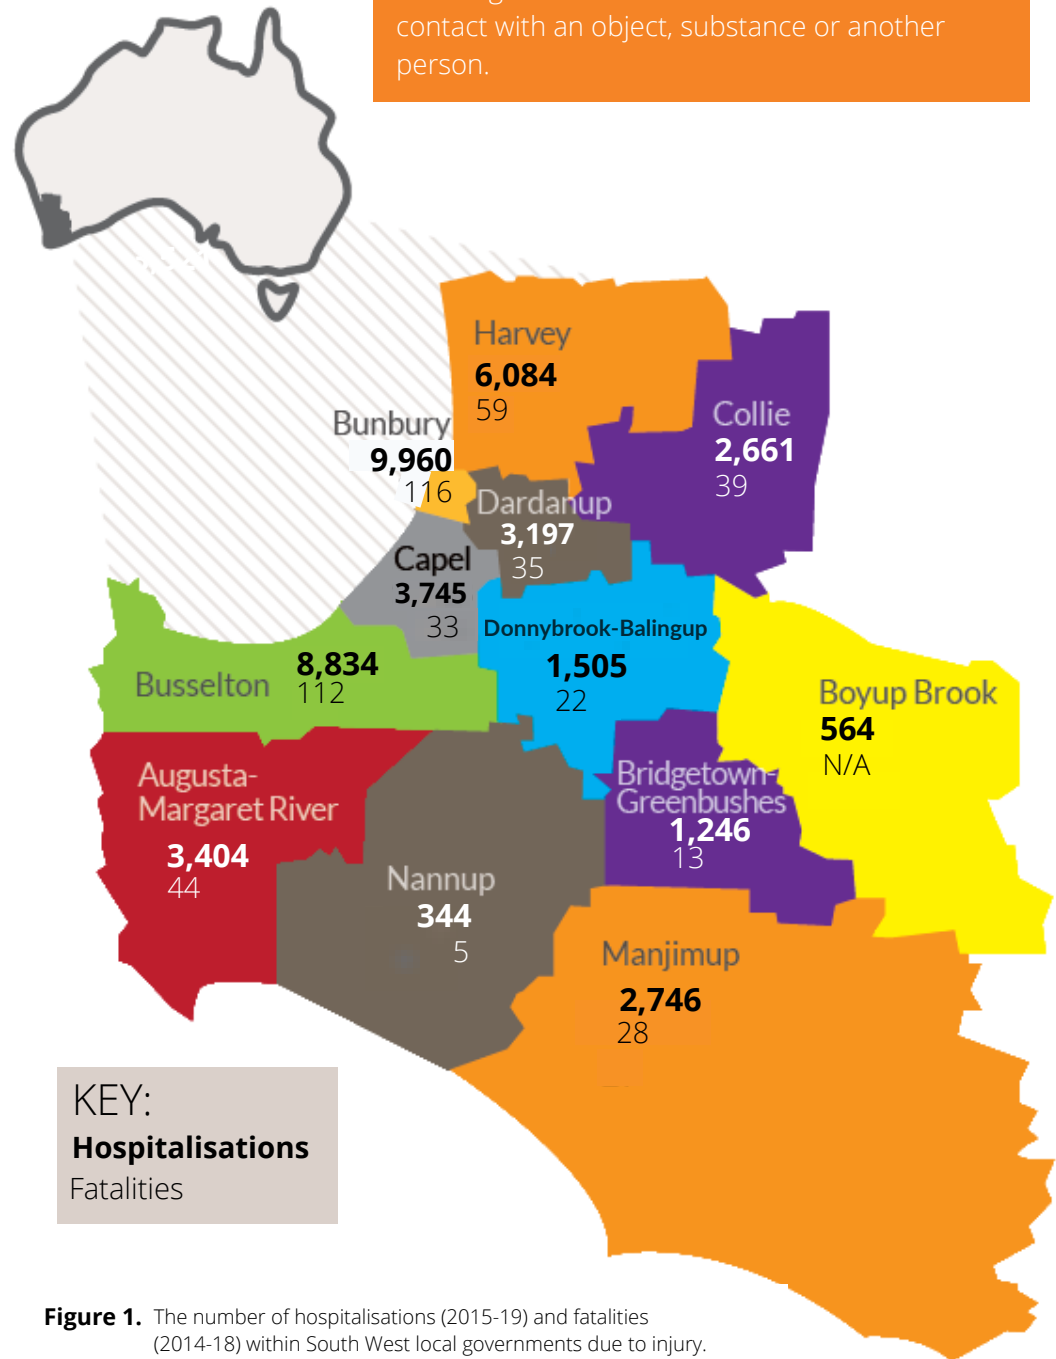 contact with an object, substance or another
person.
Harvey
6,084
59
Collie
2,661
39
Bunbury
9,960
116
Dardanup
3,197
35
Capel
3,745
33
Donnybrook-Balingup
1,505
22
Busselton
8,834
112
Boyup Brook
564
N/A
Augusta-
Margaret River
3,404
44
Bridgetown-
Greenbushes
1,246
13
Nannup
344
5
Manjimup
2,746
28
KEY:
Hospitalisations
Fatalities
Figure 1. The number of hospitalisations (2015-19) and fatalities
(2014-18) within South West local governments due to injury.